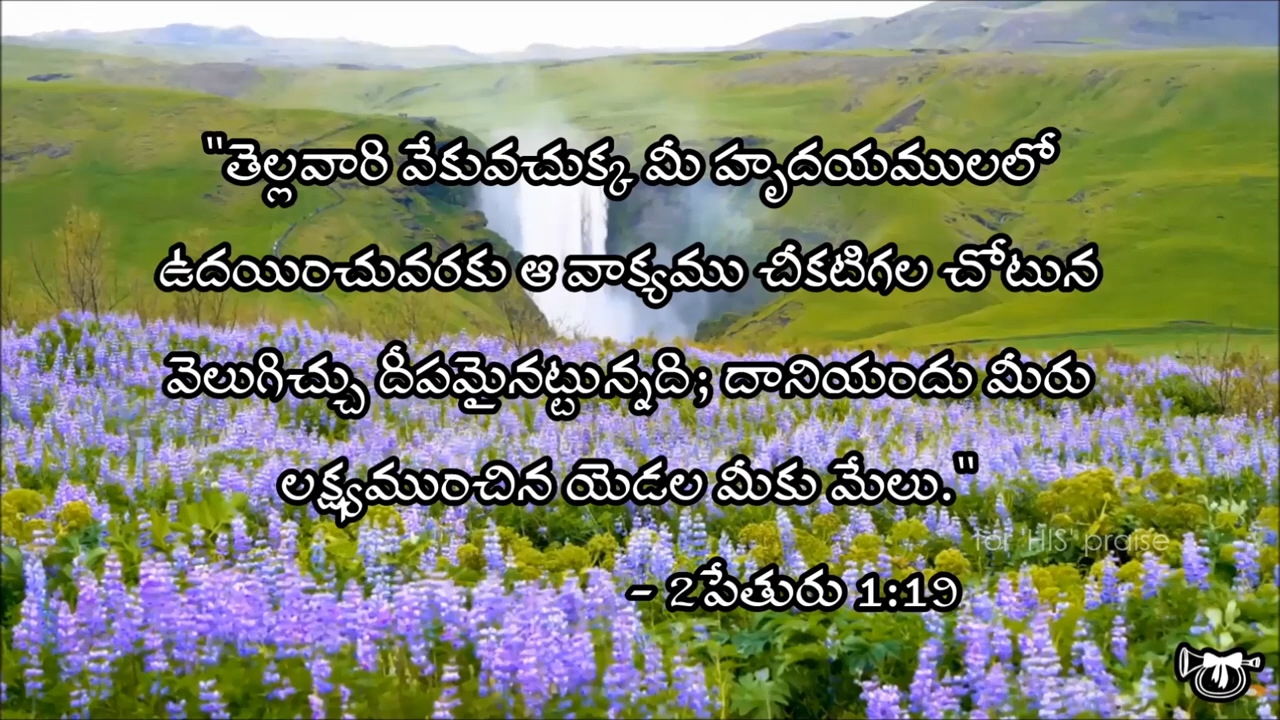 "తెల్లవారి వేకువచుక్క మీ హృదయములలో
ఉదయించువరకు ఆ వాక్యము చీకటిగల చోటున
వెలుగిచ్చు దీపమైనట్టున్నది; దానియందు మీరు
లక్ష్యముంచిన యెడల మీకు మేలు."
for 'HIS' praise
- 2పేతురు 1:19